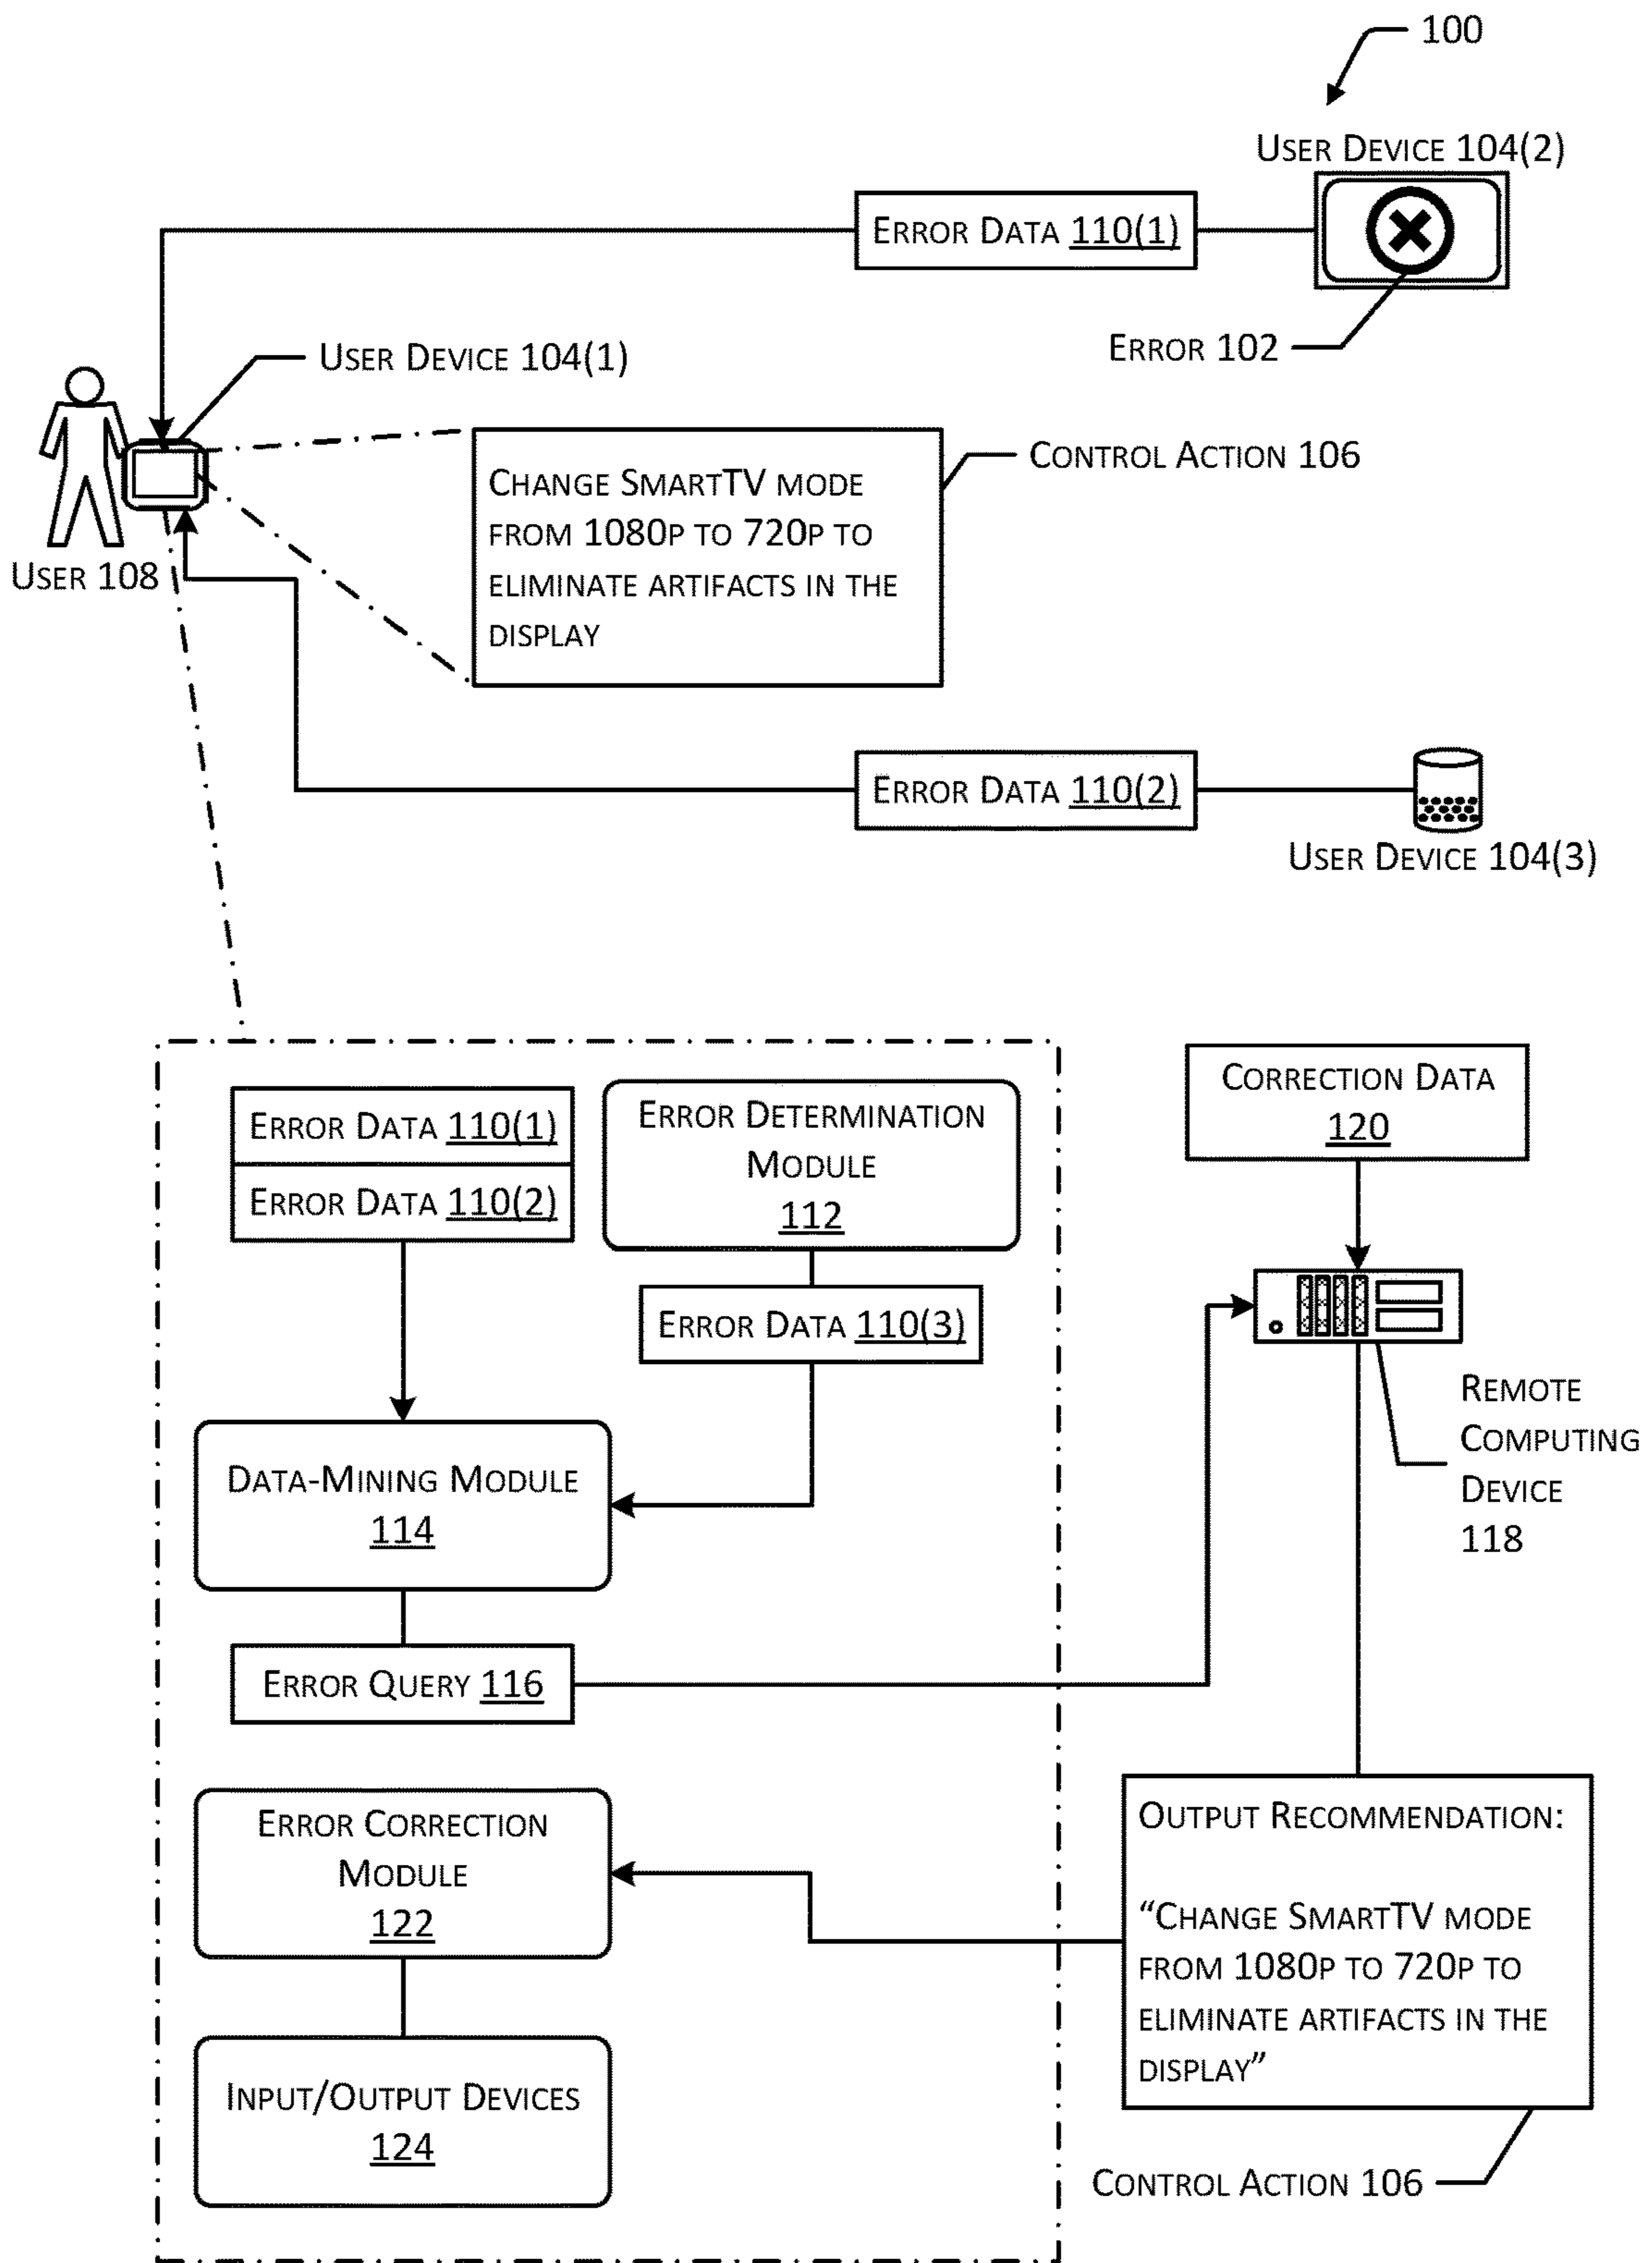 100
User Device 104(2)
Error Data 110(1)
Error 102
User Device 104(1)
Control Action 106
Change SmartTV mode
from 1080p to 720p to
eliminate artifacts in the
display
User 108
Error Data 110(2)
User Device 104(3)
Error Data 110(1)
Error Data 110(2)
Error Determination
Module
112
Error Data 110(3)
Correction Data
120
Remote
Computing
Device
118
Data-Mining Module
114
Error Query 116
Error Correction
Module
122
Output Recommendation:
“Change SmartTV mode
from 1080p to 720p to
eliminate artifacts in the
display”
Input/Output Devices
124
Control Action 106